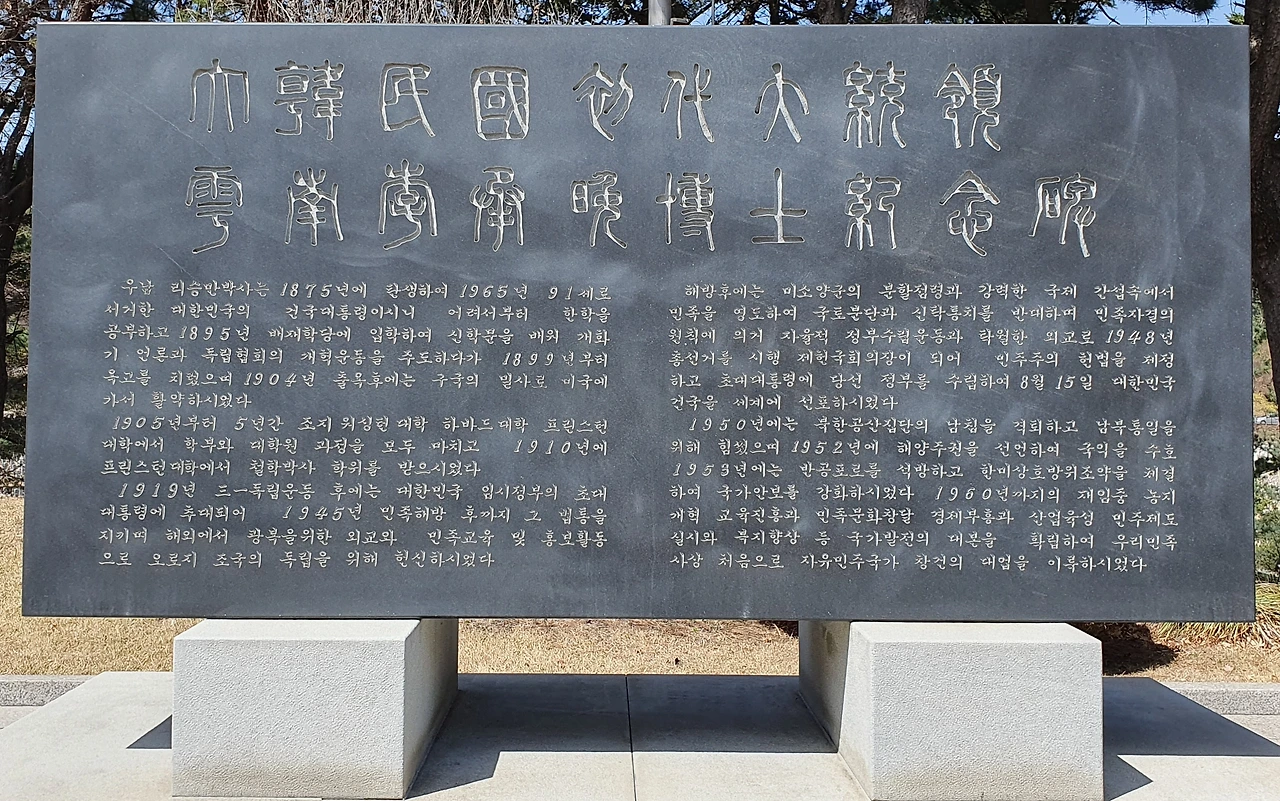 大韓民國初代大統領
雩南李承晩博士紀念碑
우남 리승만박사는 1875년에 탄생하여 1965년 91세로
서거한 대한민국의 건국대통령이시니 어려서부터 한학을
공부하고 1895년 배재학당에 입학하여 신학문을 배워 개화
기 언론과 독립협회의 개혁운동을 주도하다가 1899년부터
옥고를 치렀으며 1904년 출옥후에는 구국의 밀사로 미국에
가서 활약하시었다
1905년부터 5년간 조지워싱턴대학 하바드대학 프린스턴
대학에서 학부와 대학원 과정을 모두 마치고 1910년에
프린스턴대학에서 철학박사 학위를 받으시었다
1919년 三一독립운동 후에는 대한민국 임시정부의 초대
대통령에 추대되어 1945년 민족해방 후까지 그 법통을
지키며 해외에서 광복을위한 외교와 민족교육 및 홍보활동
으로 오로지 조국의 독립을 위해 헌신하시었다
해방후에는 미소양군의 분할점령과 강력한 국제 간섭속에서
민족을 영도하여 국토분단과 신탁통치를 반대하며 민족자결의
원칙에 의거 자율적 정부수립운동과 탁월한 외교로 1948년
총선거를 시행 제헌국회의장이 되어 민주주의 헌법을 제정
하고 초대대통령에 당선 정부를 수립하여 8월 15일 대한민국
건국을 세계에 선포하시었다
1950년에는 북한공산집단의 남침을 격퇴하고 남북통일을
위해 힘썼으며 1952년에 해양주권을 선언하여 국익을 수호
1953년에는 반공포로를 석방하고 한미상호방위조약을 체결
하여 국가안보를 강화하시었다 1960년까지의 재임중 농지
개혁 교육진흥과 민족문화창달 경제부흥과 산업육성 민주제도
실시와 복지향상 등 국가발전의 대본을 확립하여 우리민족
사상 처음으로 자유민주국가 창건의 대업을 이룩하시었다